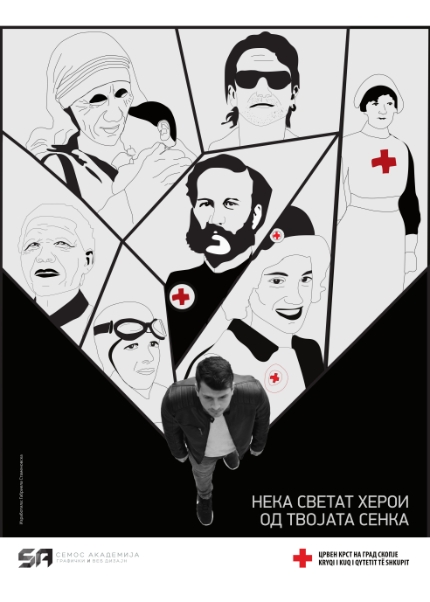 НЕКА СВЕТАТ ХЕРОИ
ОД ТВОЈАТА СЕНКА
SA СЕМОС АКАДЕМИЈА
ГРАФИЧКИ И ВЕБ ДИЗАЈН
ЦРВЕН КРСТ НА ГРАД СКОПЈЕ
KRYQI I KUQ I QYTETIT TË SHKUPIT